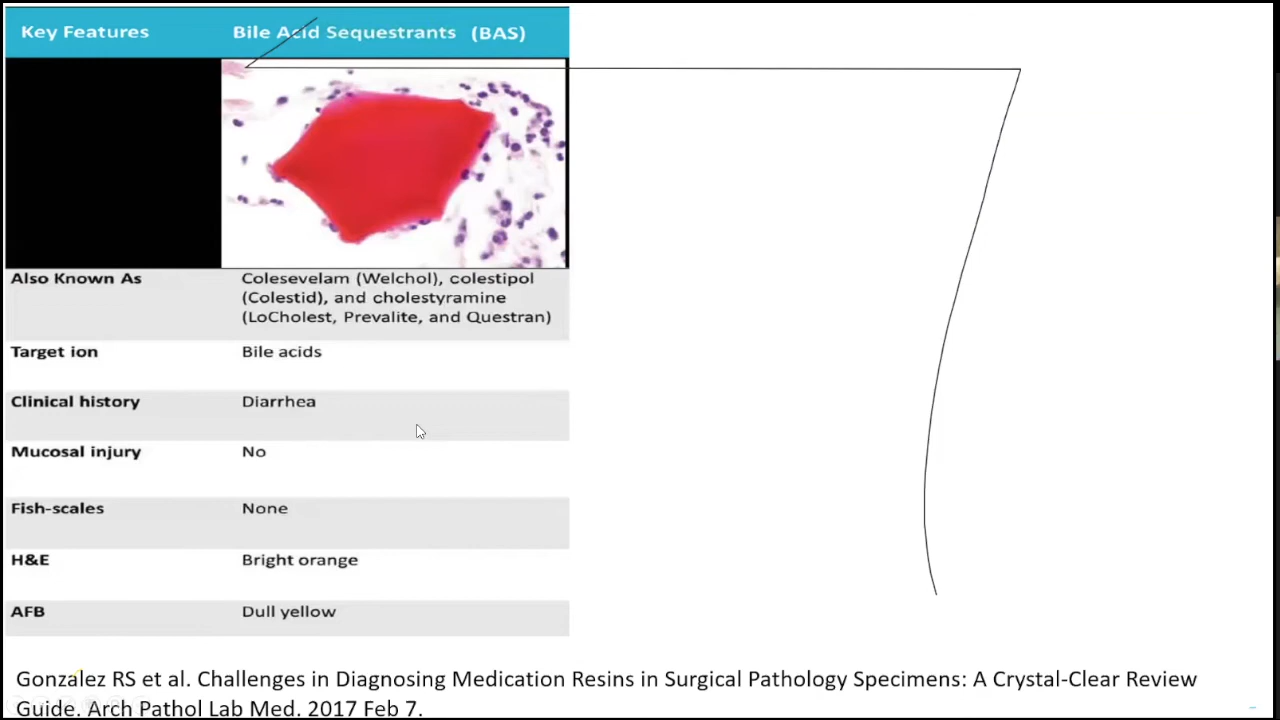 Key Features Bile Acid Sequestrants (BAS)
Also Known As Colesevelam (Welchol), colestipol
(Colestid), and cholestyramine
(LoCholest, Prevalite, and Questran)
Target ion Bile acids
Clinical history Diarrhea
Mucosal injury No
Fish-scales None
H&E Bright orange
AFB Dull yellow
Gonzalez RS et al. Challenges in Diagnosing Medication Resins in Surgical Pathology Specimens: A Crystal-Clear Review
Guide. Arch Pathol Lab Med. 2017 Feb 7.